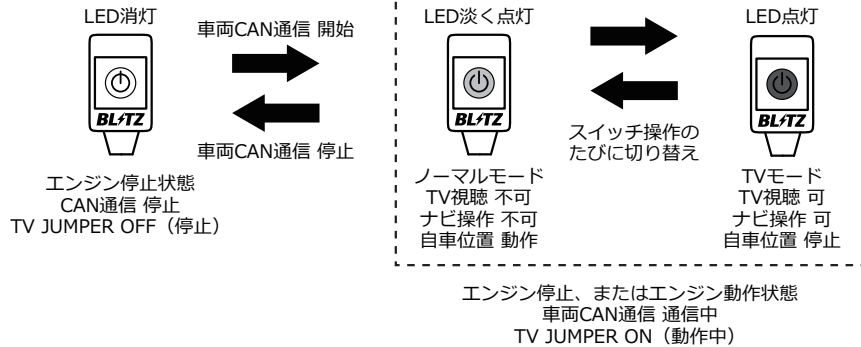 LED消灯
車両CAN通信 開始
車両CAN通信 停止
BLITZ
エンジン停止状態
CAN通信 停止
TV JUMPER OFF（停止）
LED淡く点灯
BLITZ
ノーマルモード
TV視聴 不可
ナビ操作 不可
自車位置 動作
スイッチ操作の
たびに切り替え
LED点灯
BLITZ
TVモード
TV視聴 可
ナビ操作 可
自車位置 停止
エンジン停止、またはエンジン動作状態
車両CAN通信 通信中
TV JUMPER ON（動作中）